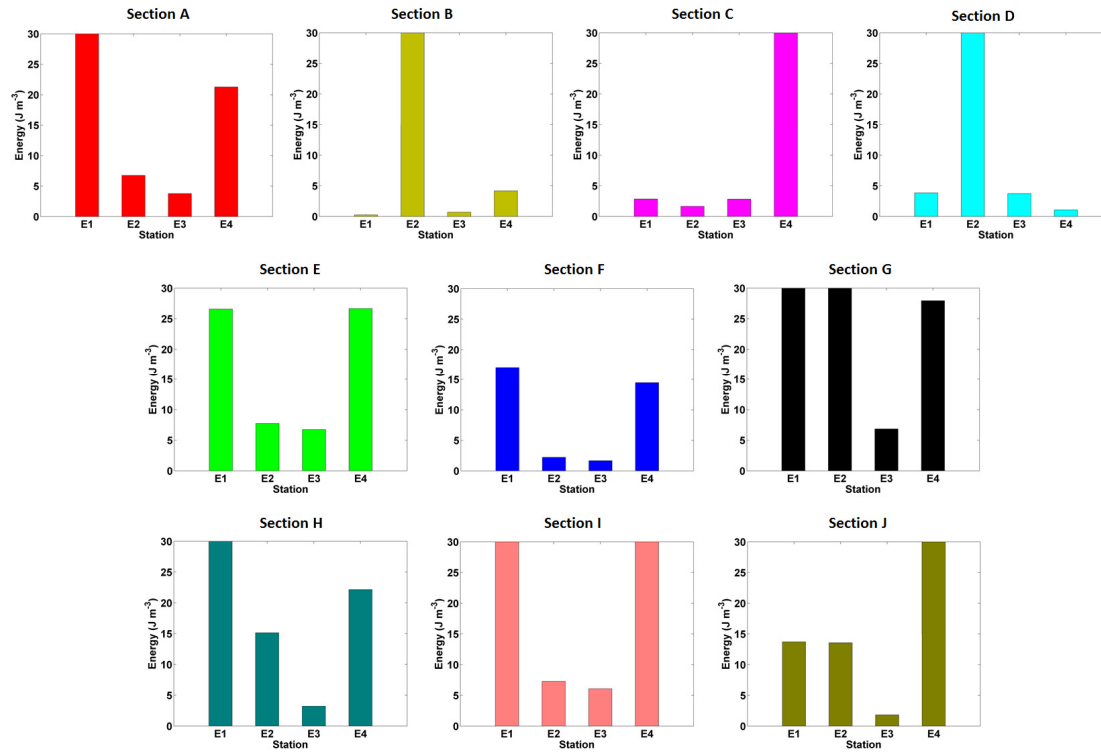 Section A
Section B
Section C
Section D
Energy (J m⁻³)
30
25
20
15
10
5
0
E1 E2 E3 E4
Station
Energy (J m⁻³)
30
25
20
15
10
5
0
E1 E2 E3 E4
Station
Energy (J m⁻³)
30
25
20
15
10
5
0
E1 E2 E3 E4
Station
Energy (J m⁻³)
30
25
20
15
10
5
0
E1 E2 E3 E4
Station
Section E
Section F
Section G
Energy (J m⁻³)
30
25
20
15
10
5
0
E1 E2 E3 E4
Station
Energy (J m⁻³)
30
25
20
15
10
5
0
E1 E2 E3 E4
Station
Energy (J m⁻³)
30
25
20
15
10
5
0
E1 E2 E3 E4
Station
Section H
Section I
Section J
Energy (J m⁻³)
30
25
20
15
10
5
0
E1 E2 E3 E4
Station
Energy (J m⁻³)
30
25
20
15
10
5
0
E1 E2 E3 E4
Station
Energy (J m⁻³)
30
25
20
15
10
5
0
E1 E2 E3 E4
Station